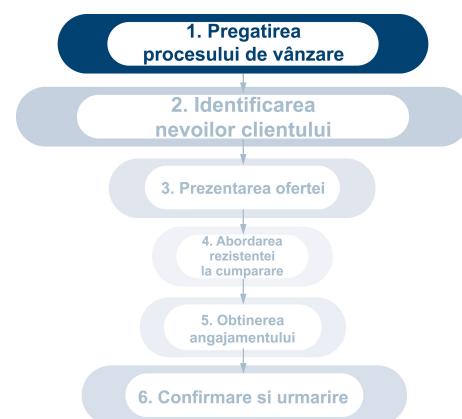 1. Pregatirea
procesului de vânzare
2. Identificarea
nevoilor clientului
3. Prezentarea ofertei
4. Abordarea
rezistentei
la cumparare
5. Obtinerea
angajamentului
6. Confirmare si urmarire